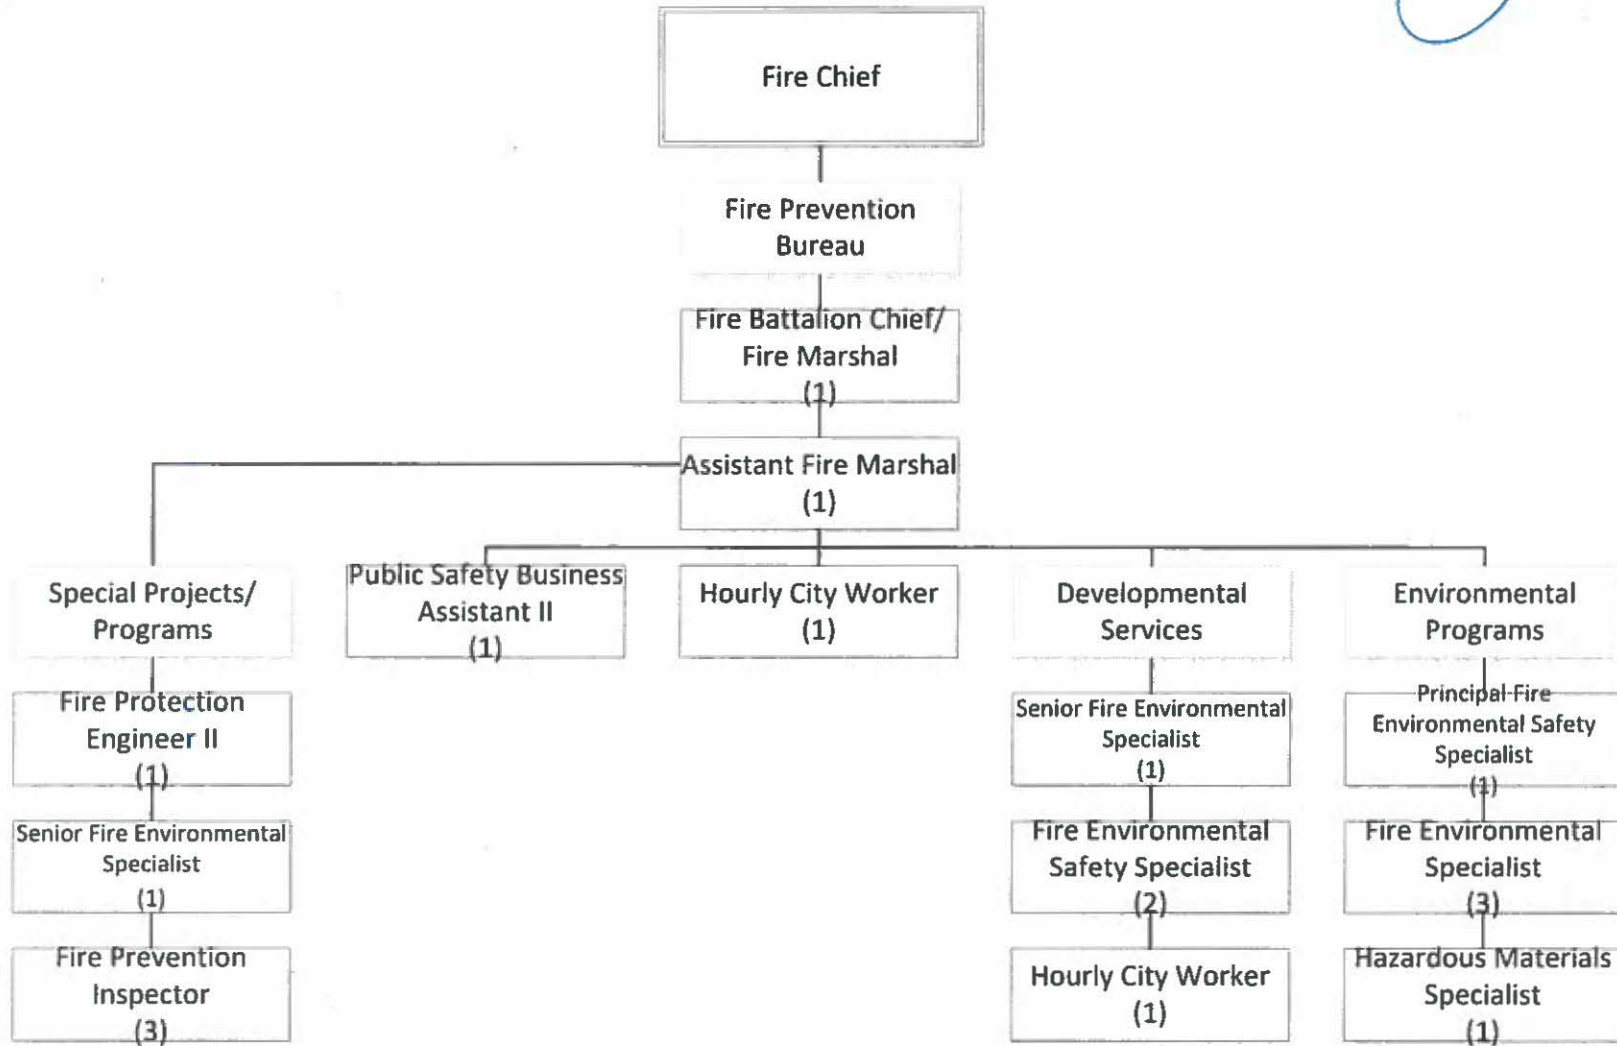 Fire Chief
Fire Prevention
Bureau
Fire Battalion Chief/
Fire Marshal
(1)
Assistant Fire Marshal
(1)
Special Projects/
Programs
Fire Protection
Engineer II
(1)
Senior Fire Environmental
Specialist
(1)
Fire Prevention
Inspector
(3)
Public Safety Business
Assistant II
(1)
Hourly City Worker
(1)
Developmental
Services
Senior Fire Environmental
Specialist
(1)
Fire Environmental
Safety Specialist
(2)
Hourly City Worker
(1)
Environmental
Programs
Principal Fire
Environmental Safety
Specialist
(1)
Fire Environmental
Specialist
(3)
Hazardous Materials
Specialist
(1)